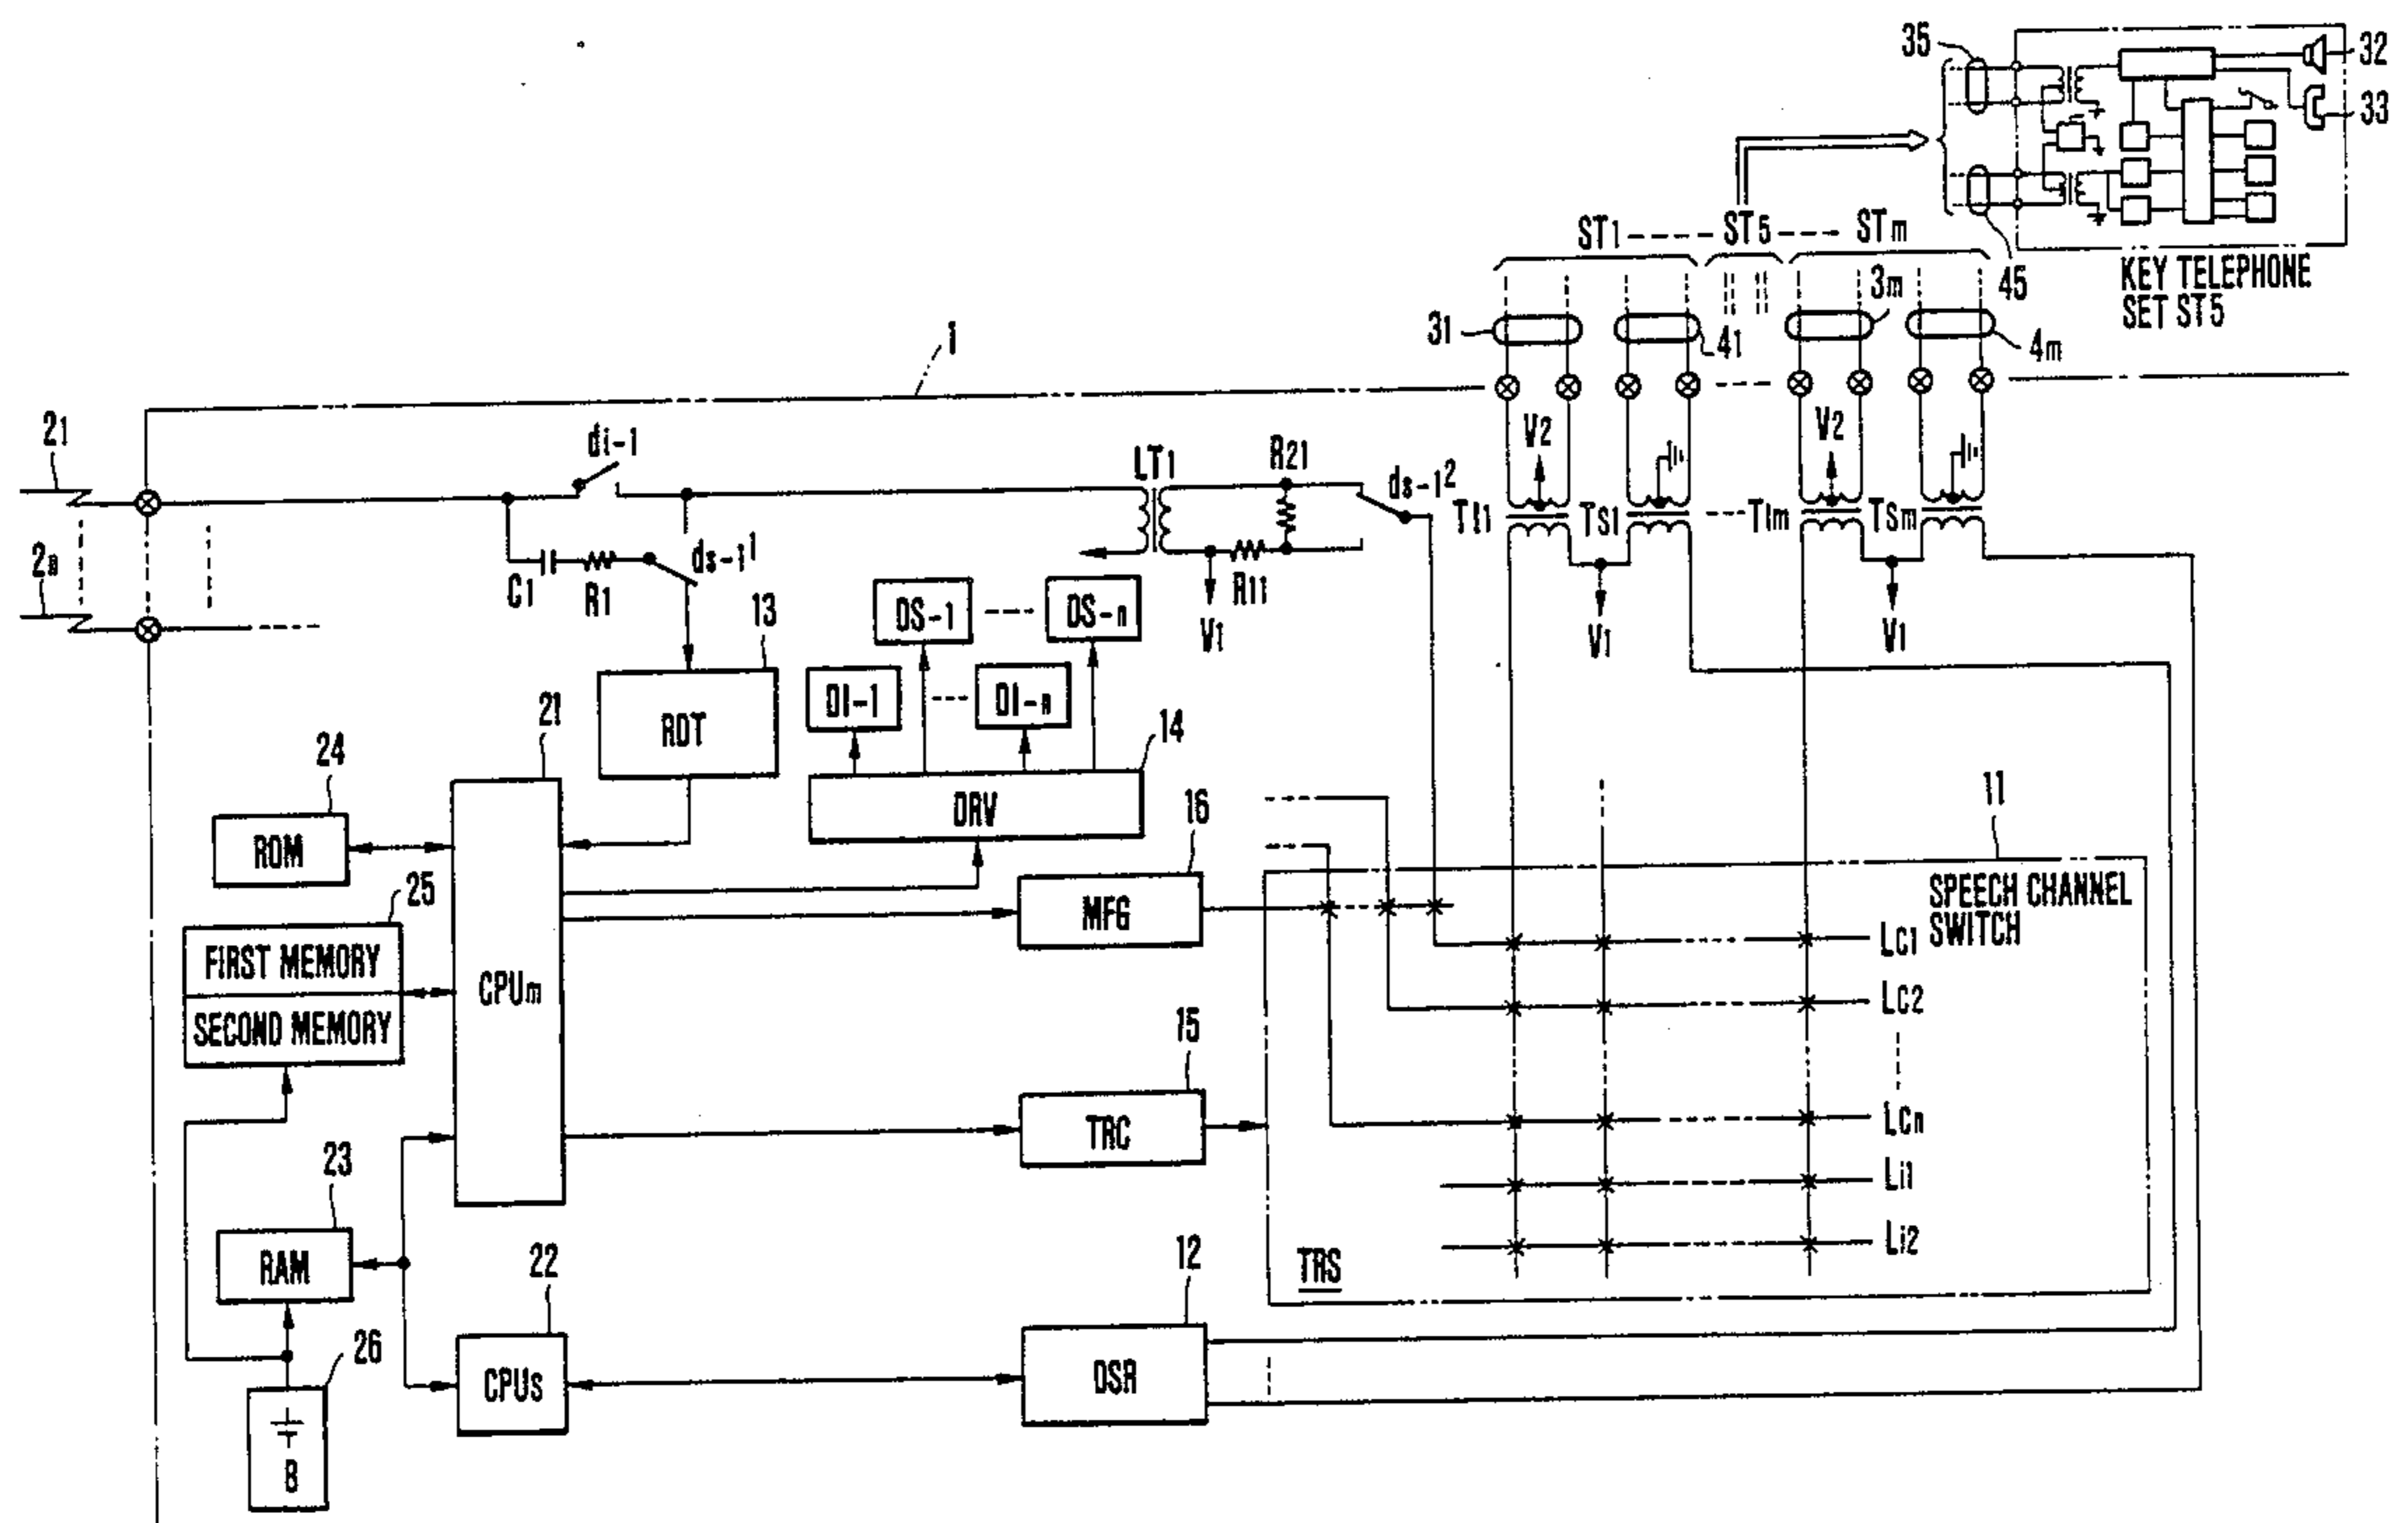 35
32
33
45
KEY TELEPHONE
SET ST5
ST1 ST5 STm
31
41
3m
4m
1
21
2n
di-1
LT1
R21
ds-1²
V2
V2
Tl1
TS1
Tlm
TSm
C1
R1
ds-1¹
V1
R11
V1
V1
DS-1
DS-n
DI-1
DI-n
13
RDT
14
DRV
21
CPUm
24
ROM
25
FIRST MEMORY
SECOND MEMORY
16
MFG
11
SPEECH CHANNEL
SWITCH
LC1
LC2
LCn
Li1
Li2
15
TRC
TRS
23
RAM
22
CPUs
12
DSR
26
B